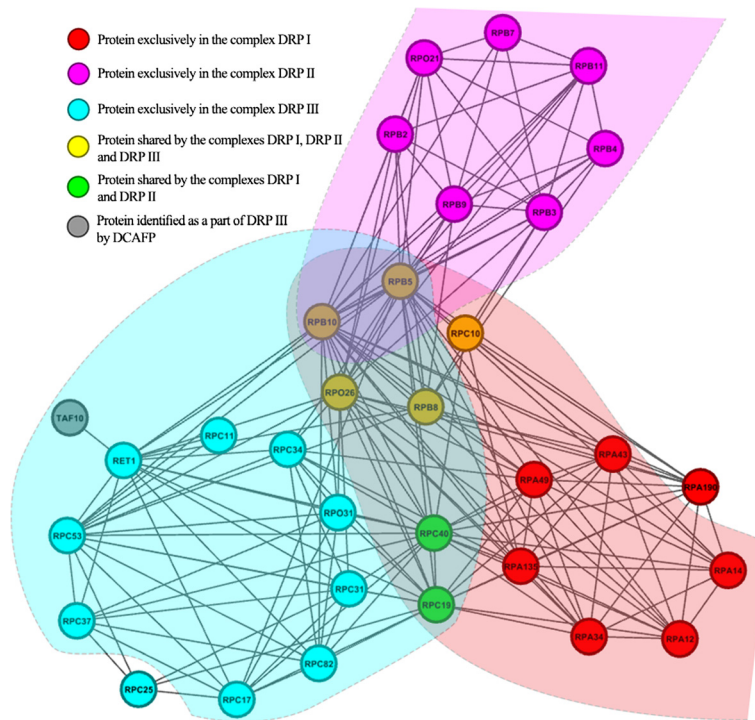 Protein exclusively in the complex DRP I
Protein exclusively in the complex DRP II
Protein exclusively in the complex DRP III
Protein shared by the complexes DRP I, DRP II
and DRP III
Protein shared by the complexes DRP I
and DRP II
Protein identified as a part of DRP III
by DCAFP
RPB7
RPO21
RPB11
RPB2
RPB4
RPB9
RPB3
RPB5
RPB10
RPC10
RPO26
RPB8
TAF10
RPC11
RPC34
RET1
RPA43
RPA49
RPA190
RPO31
RPC53
RPC40
RPA135
RPA14
RPC31
RPC19
RPC37
RPA34
RPA12
RPC82
RPC25
RPC17